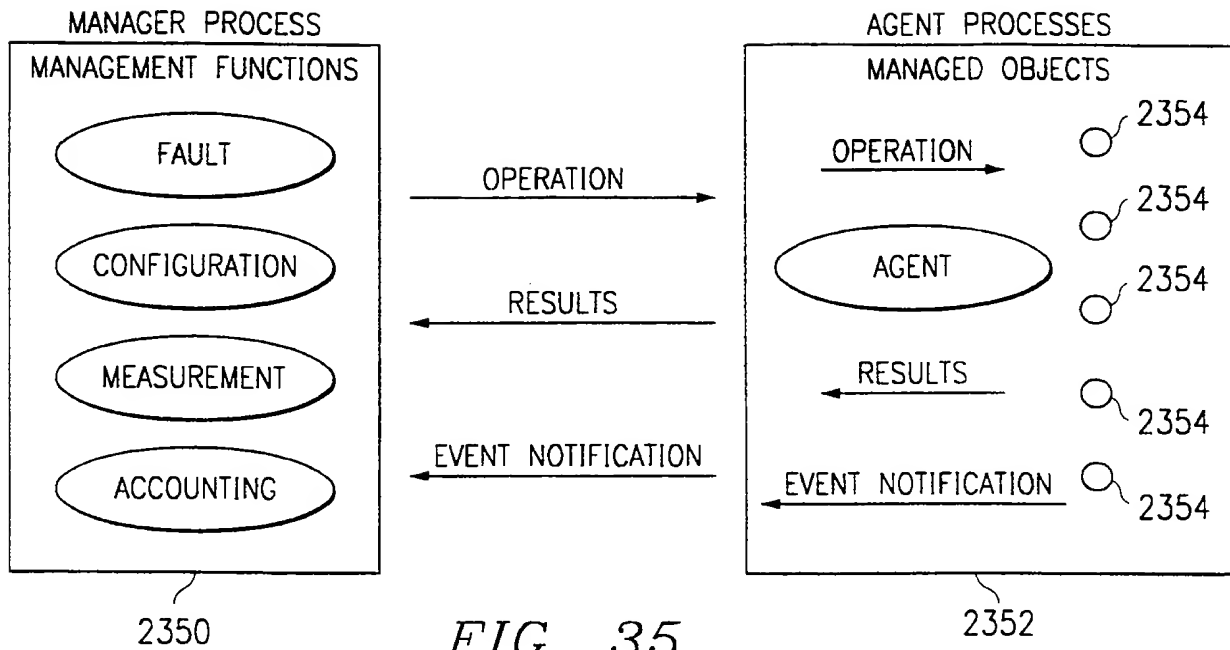 MANAGER PROCESS
MANAGEMENT FUNCTIONS
FAULT
CONFIGURATION
MEASUREMENT
ACCOUNTING
2350
OPERATION
RESULTS
EVENT NOTIFICATION
AGENT PROCESSES
MANAGED OBJECTS
OPERATION
AGENT
RESULTS
EVENT NOTIFICATION
2354
2354
2354
2354
2354
2352
FIG. 35